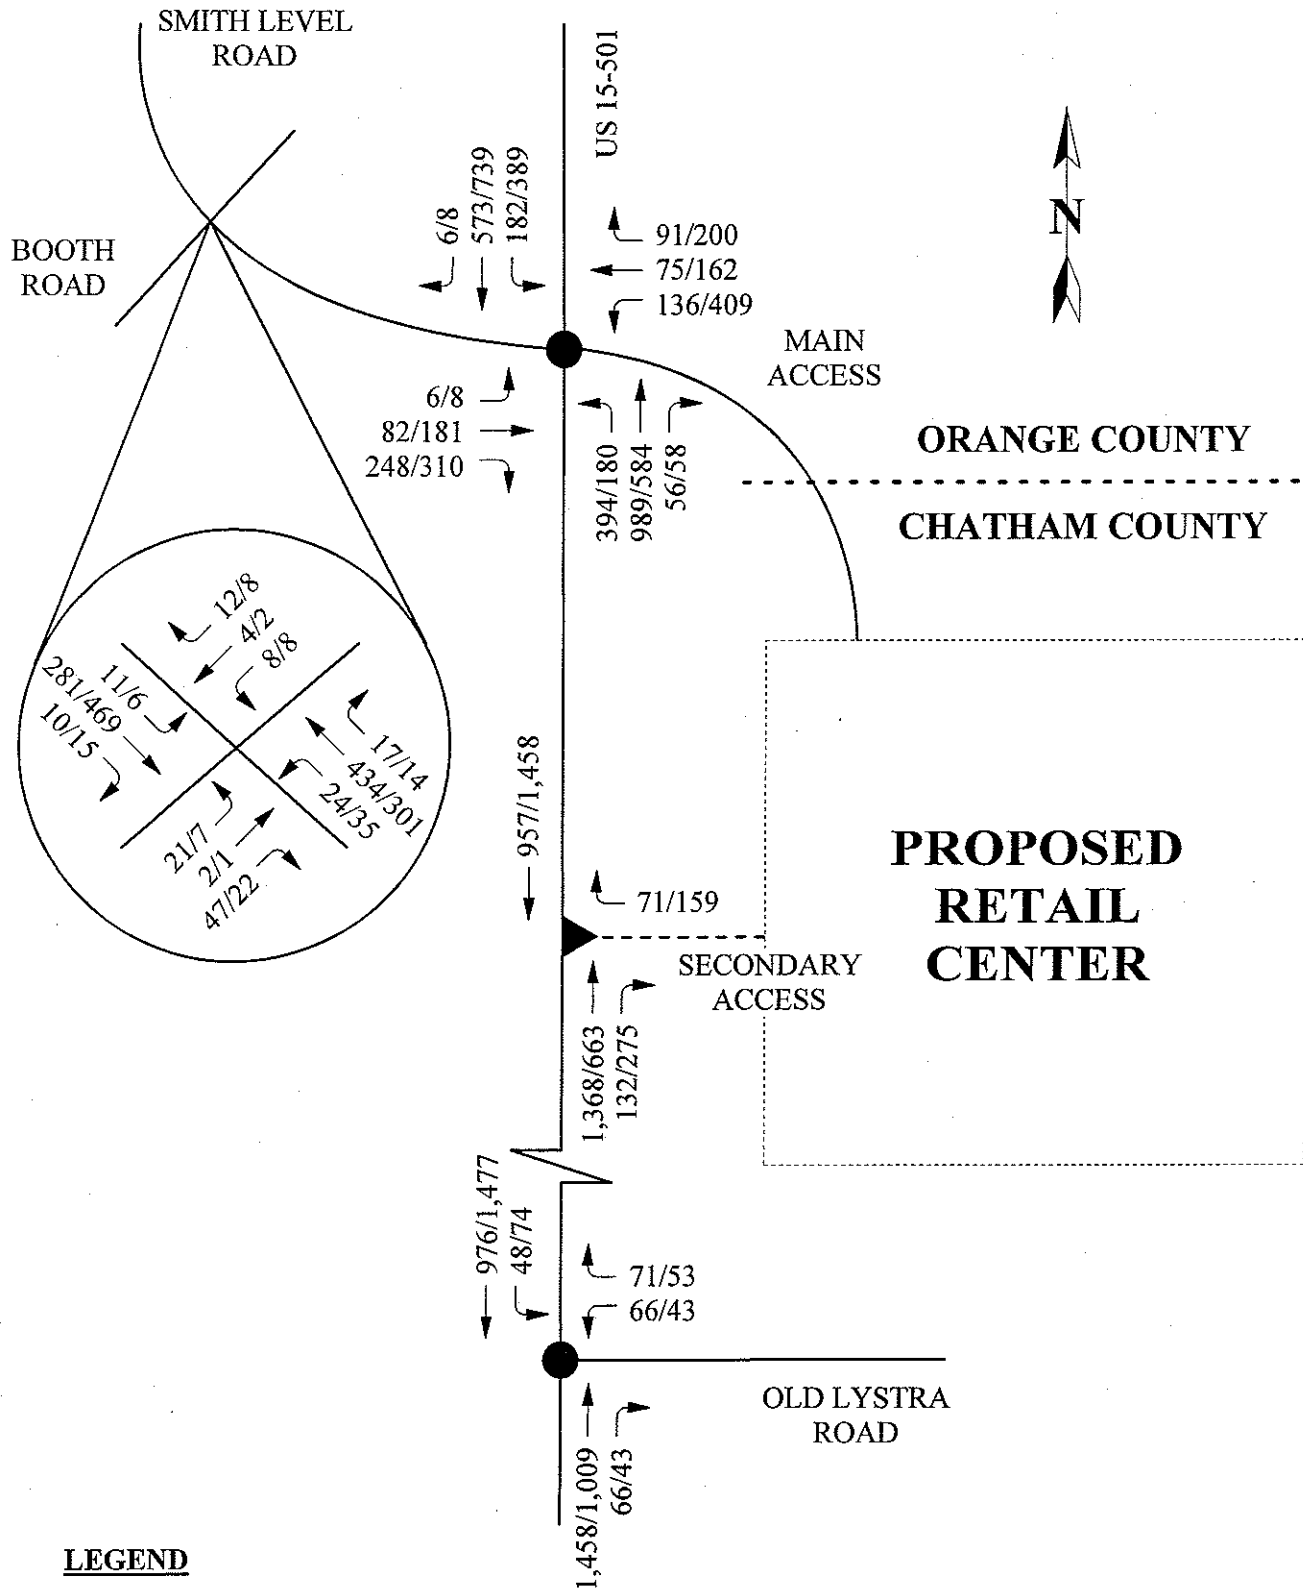 SMITH LEVEL
ROAD
US 15-501
N
BOOTH
ROAD
6/8
573/739
182/389
91/200
75/162
136/409
MAIN
ACCESS
6/8
82/181
248/310
394/180
989/584
56/58
ORANGE COUNTY
CHATHAM COUNTY
12/8
4/2
8/8
11/6
281/469
10/15
17/14
434/301
24/35
21/7
2/1
47/22
957/1,458
71/159
SECONDARY
ACCESS
1,368/663
132/275
PROPOSED
RETAIL
CENTER
976/1,477
48/74
71/53
66/43
OLD LYSTRA
ROAD
1,458/1,009
66/43
LEGEND